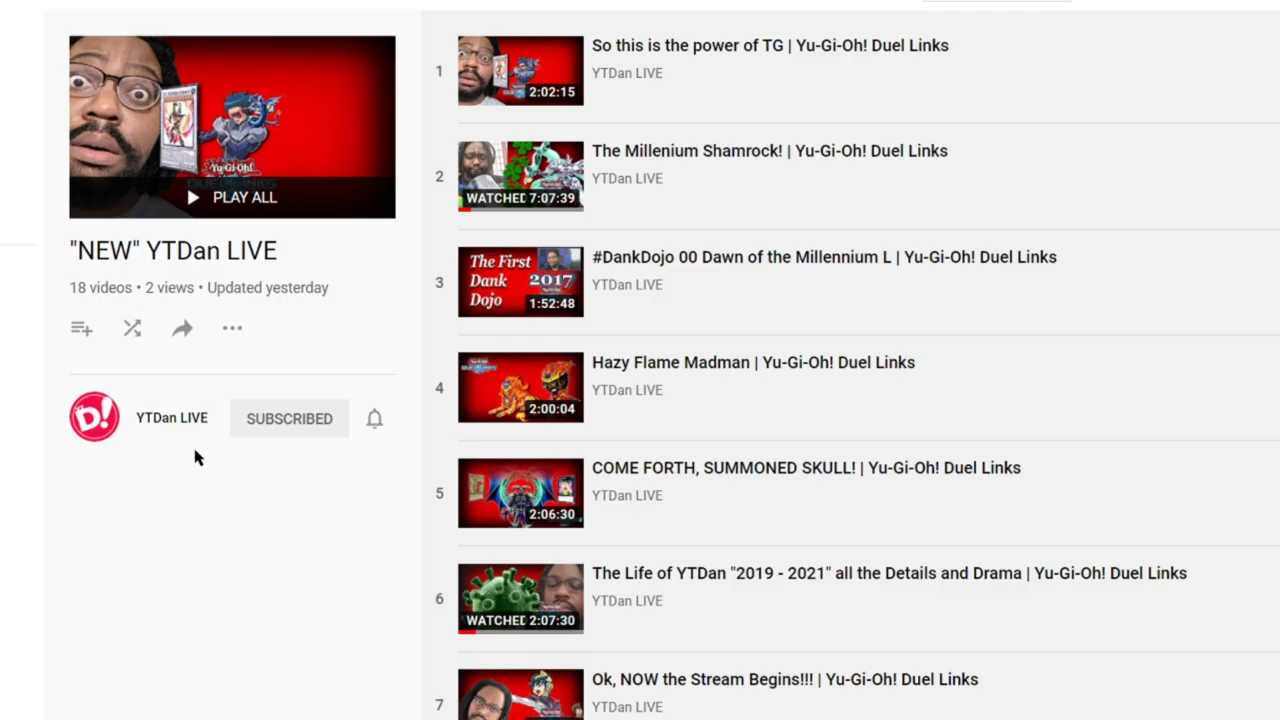 Yu-Gi-Oh!
DUEL LINKS
PLAY ALL
"NEW" YTDan LIVE
18 videos • 2 views • Updated yesterday
D!
YTDan LIVE
SUBSCRIBED
1
2:02:15
So this is the power of TG | Yu-Gi-Oh! Duel Links
YTDan LIVE
2
WATCHED 7:07:39
The Millenium Shamrock! | Yu-Gi-Oh! Duel Links
YTDan LIVE
3
The First
Dank
Dojo
2017
1:52:48
#DankDojo 00 Dawn of the Millennium L | Yu-Gi-Oh! Duel Links
YTDan LIVE
4
2:00:04
Hazy Flame Madman | Yu-Gi-Oh! Duel Links
YTDan LIVE
5
2:06:30
COME FORTH, SUMMONED SKULL! | Yu-Gi-Oh! Duel Links
YTDan LIVE
6
WATCHED 2:07:30
The Life of YTDan "2019 - 2021" all the Details and Drama | Yu-Gi-Oh! Duel Links
YTDan LIVE
7
Ok, NOW the Stream Begins!!! | Yu-Gi-Oh! Duel Links
YTDan LIVE